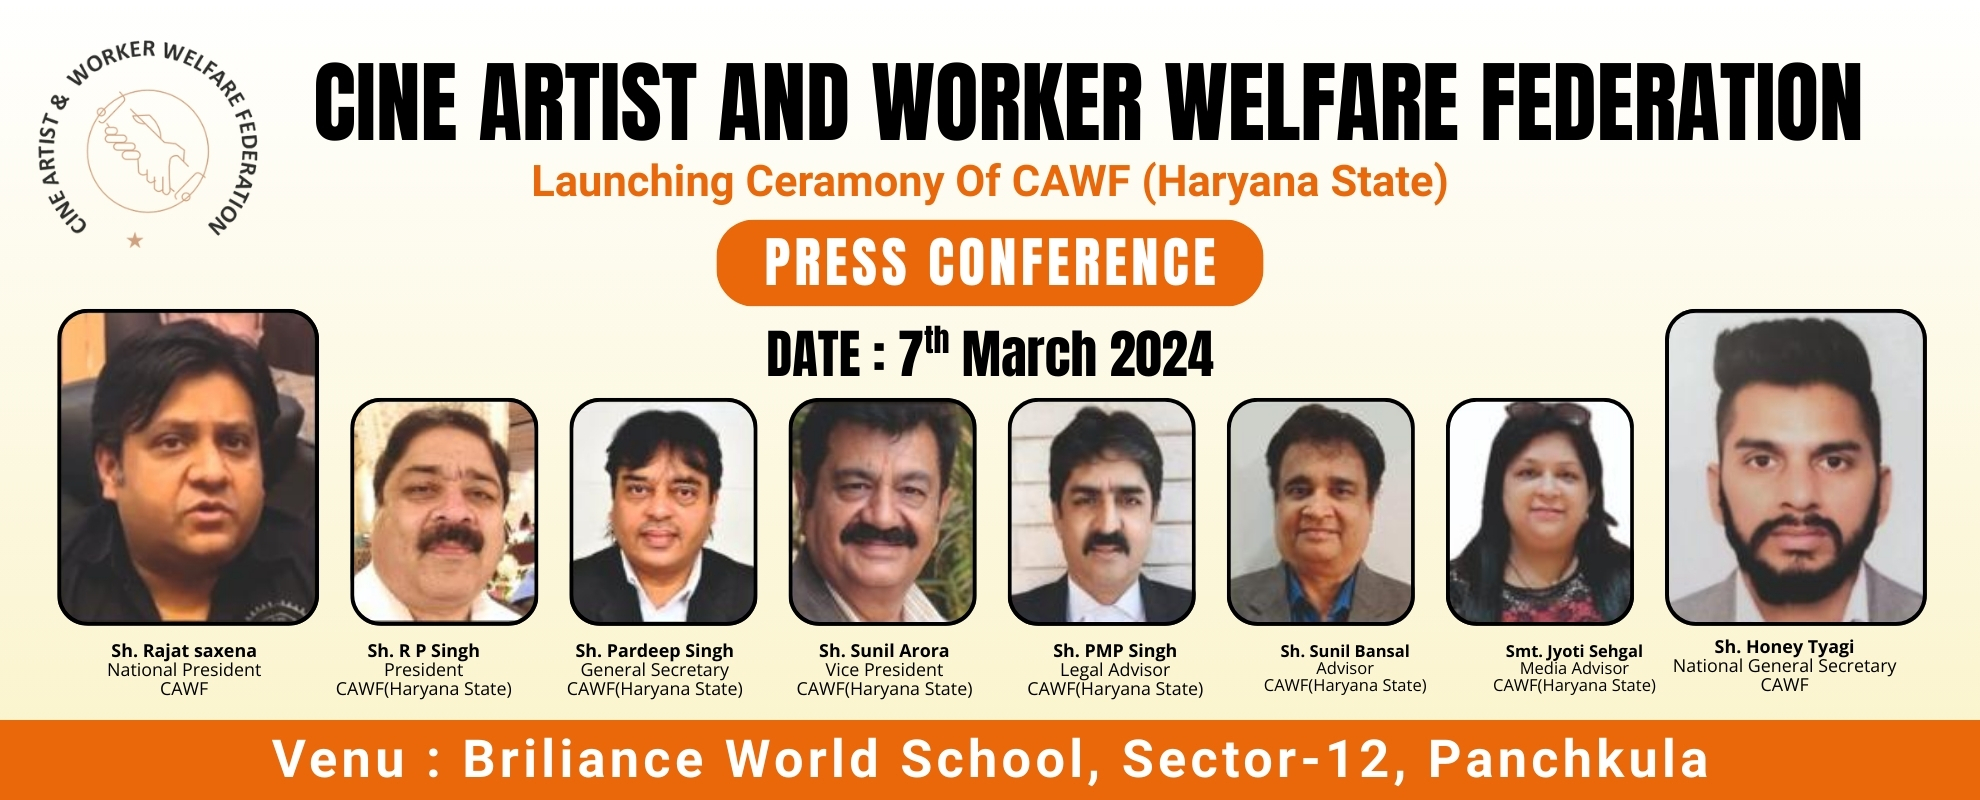 CINE ARTIST & WORKER WELFARE FEDERATION
CINE ARTIST AND WORKER WELFARE FEDERATION
Launching Ceramony Of CAWF (Haryana State)
PRESS CONFERENCE
DATE : 7th March 2024
Sh. Rajat saxena
National President
CAWF
Sh. R P Singh
President
CAWF(Haryana State)
Sh. Pardeep Singh
General Secretary
CAWF(Haryana State)
Sh. Sunil Arora
Vice President
CAWF(Haryana State)
Sh. PMP Singh
Legal Advisor
CAWF(Haryana State)
Sh. Sunil Bansal
Advisor
CAWF(Haryana State)
Smt. Jyoti Sehgal
Media Advisor
CAWF(Haryana State)
Sh. Honey Tyagi
National General Secretary
CAWF
Venu : Briliance World School, Sector-12, Panchkula